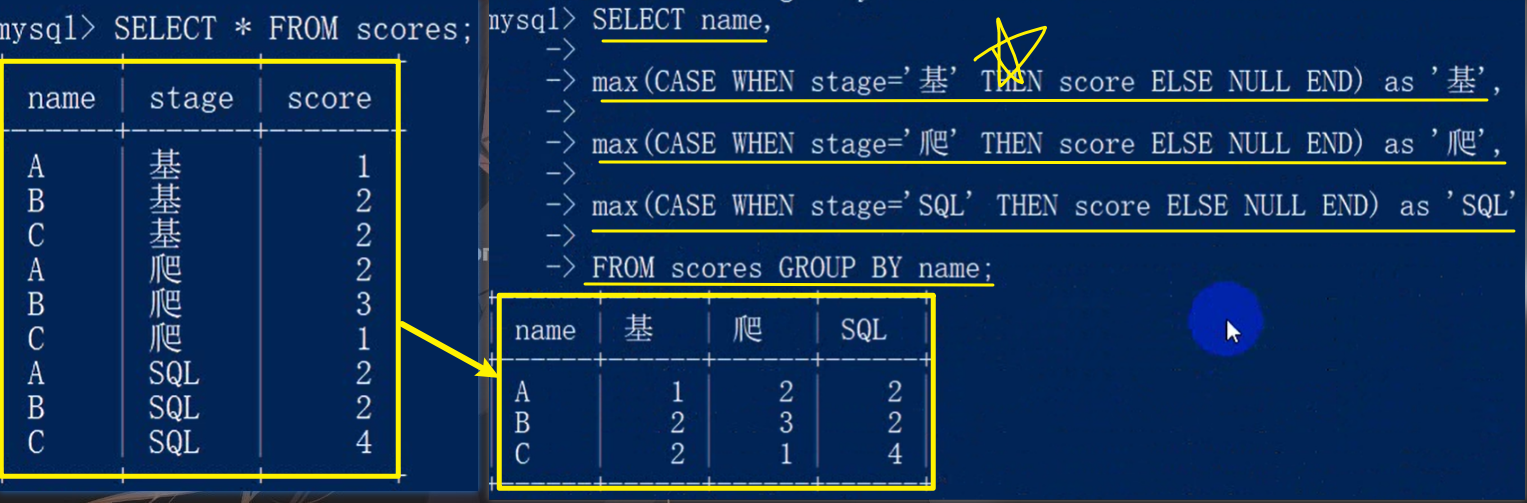 mysql> SELECT * FROM scores;
name | stage | score
A | 基 | 1
B | 基 | 2
C | 基 | 2
A | 爬 | 2
B | 爬 | 3
C | 爬 | 1
A | SQL | 2
B | SQL | 2
C | SQL | 4
mysql> SELECT name,
->
-> max(CASE WHEN stage='基' THEN score ELSE NULL END) as '基',
->
-> max(CASE WHEN stage='爬' THEN score ELSE NULL END) as '爬',
->
-> max(CASE WHEN stage='SQL' THEN score ELSE NULL END) as 'SQL'
->
-> FROM scores GROUP BY name;
name | 基 | 爬 | SQL
A | 1 | 2 | 2
B | 2 | 3 | 2
C | 2 | 1 | 4